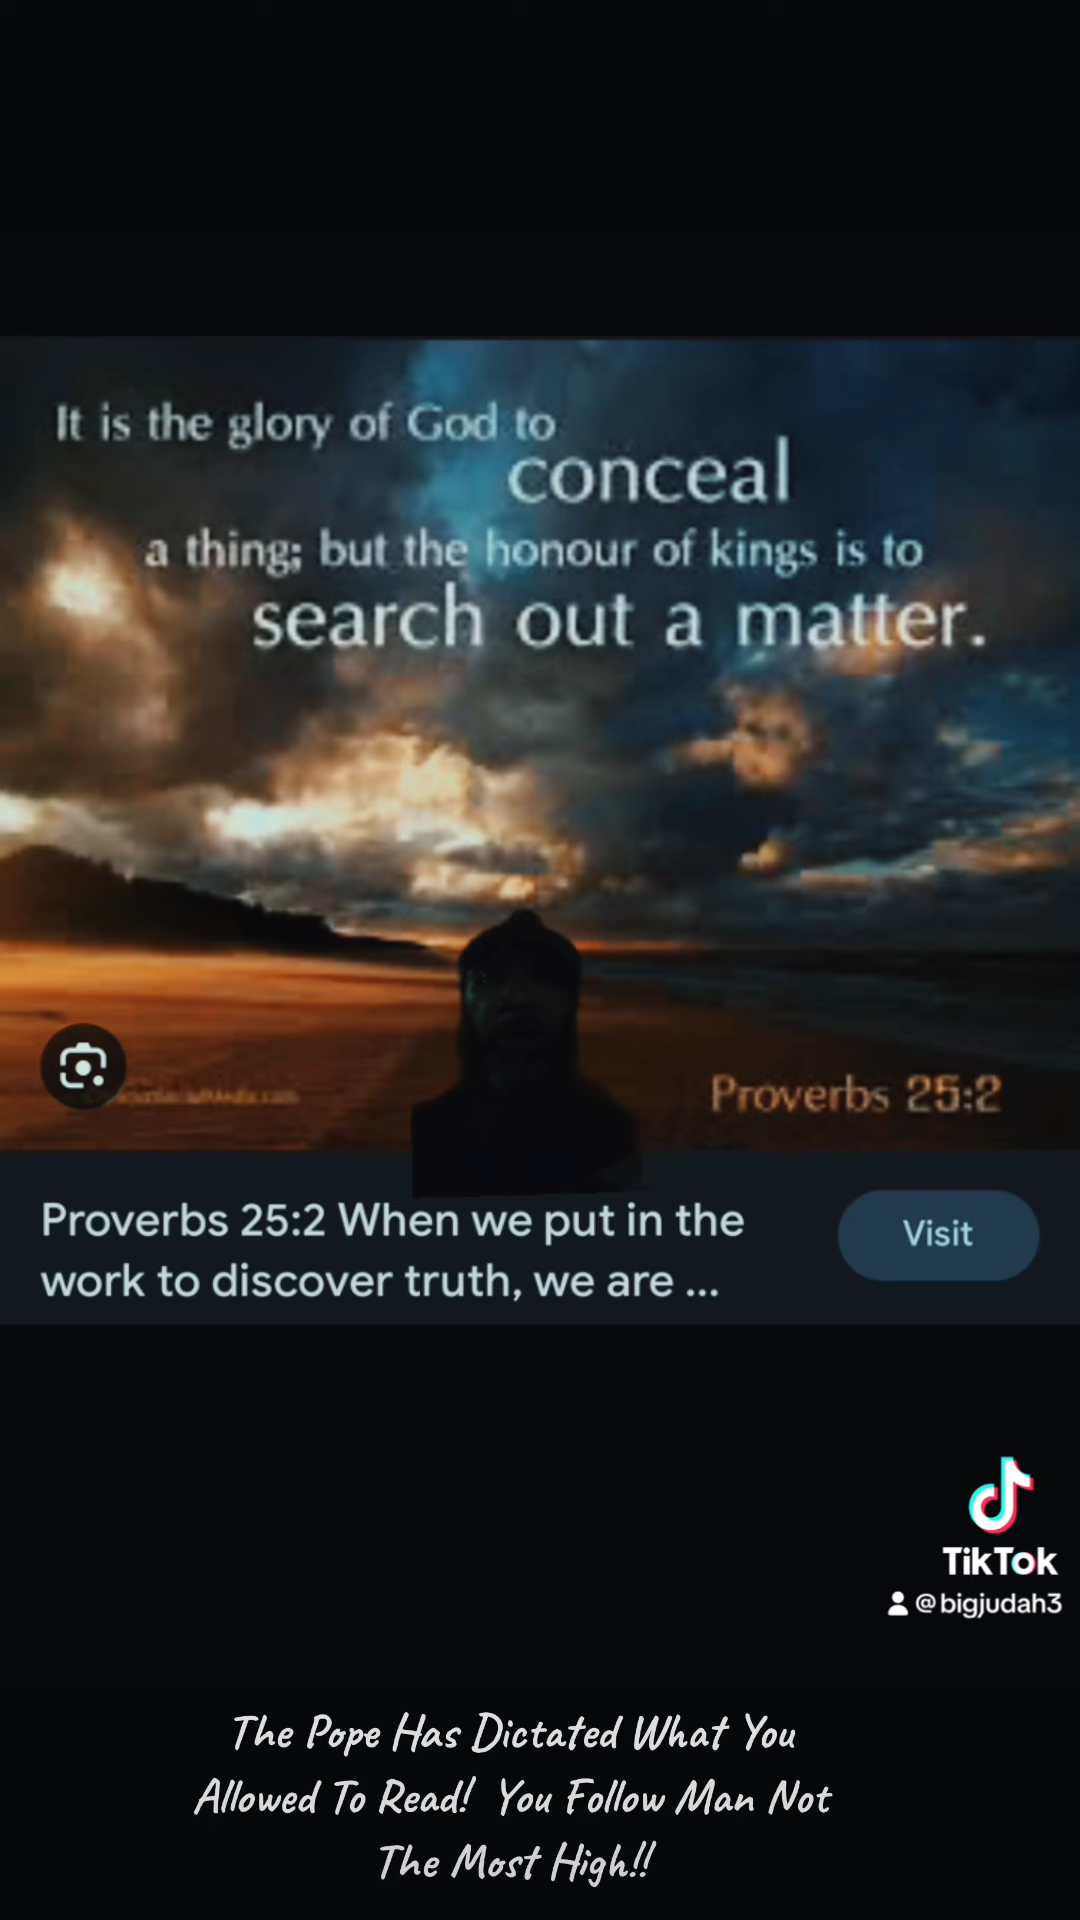 It is the glory of God to
conceal
a thing; but the honour of kings is to
search out a matter.
Proverbs 25:2
Proverbs 25:2 When we put in the
work to discover truth, we are ...
Visit
TikTok
@bigjudah3
The Pope Has Dictated What You
Allowed To Read! You Follow Man Not
The Most High!!